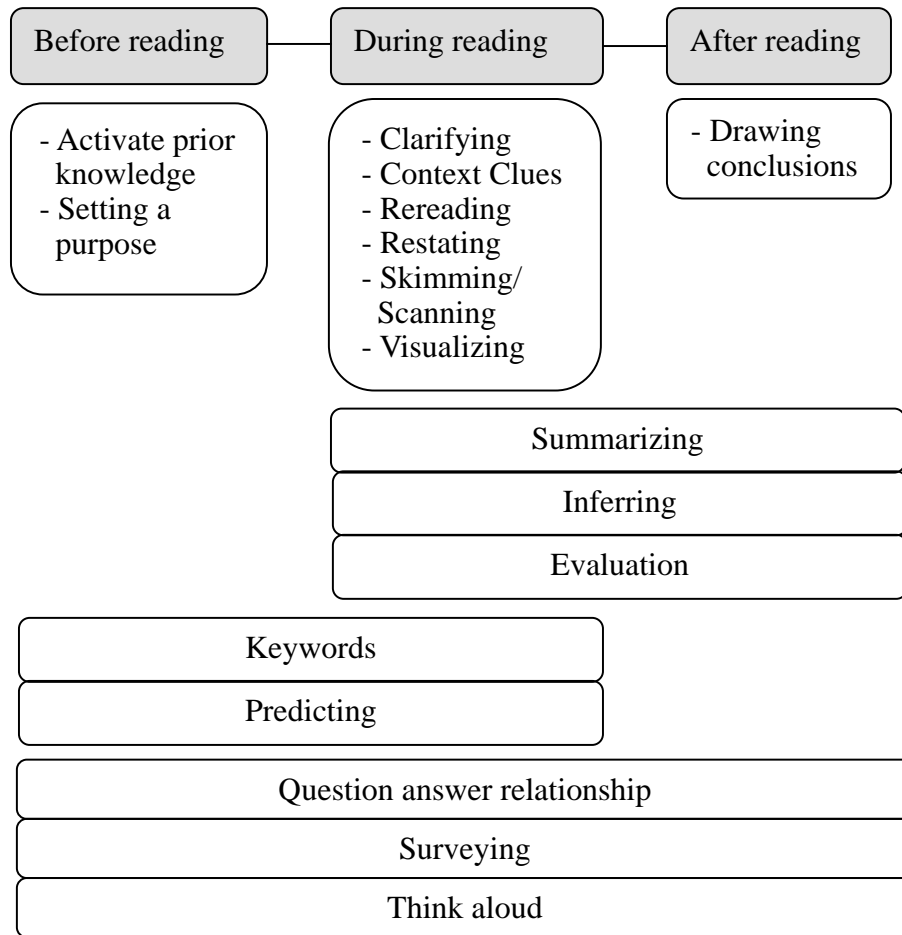 Before reading
During reading
After reading
- Activate prior
knowledge
- Setting a
purpose
- Clarifying
- Context Clues
- Rereading
- Restating
- Skimming/
Scanning
- Visualizing
- Drawing
conclusions
Summarizing
Inferring
Evaluation
Keywords
Predicting
Question answer relationship
Surveying
Think aloud